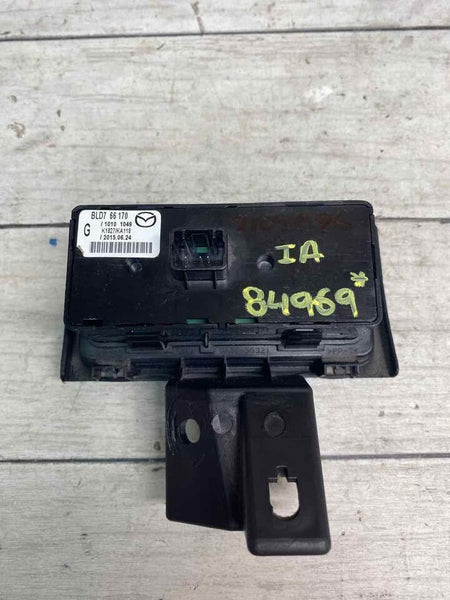 BLD7 66 170
G
/ 1010 1049
K1827/KA118
/ 2015.06.24
IA
84969*